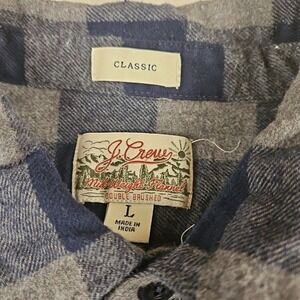 CLASSIC
J.Crew
Midweight Flannel
DOUBLE BRUSHED
L
MADE IN
INDIA